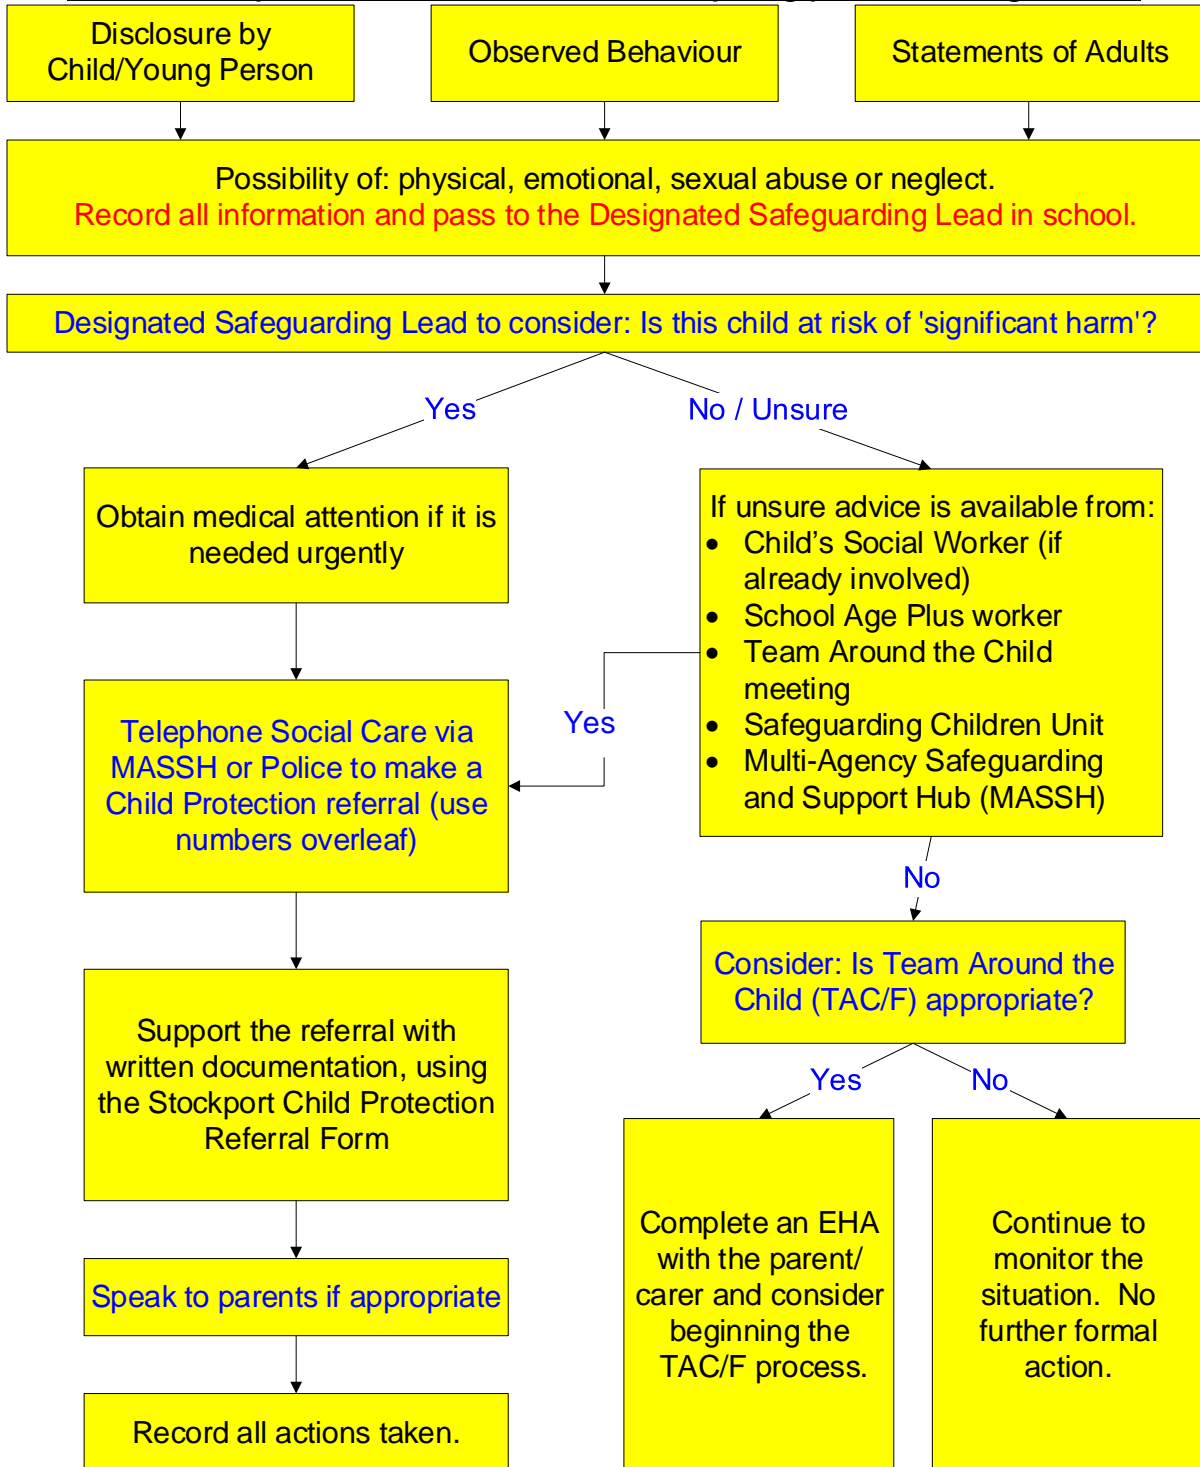 Disclosure by
Child/Young Person
Observed Behaviour
Statements of Adults
Possibility of: physical, emotional, sexual abuse or neglect.
Record all information and pass to the Designated Safeguarding Lead in school.
Designated Safeguarding Lead to consider: Is this child at risk of 'significant harm'?
Yes
No / Unsure
Obtain medical attention if it is
needed urgently
If unsure advice is available from:
• Child’s Social Worker (if
already involved)
• School Age Plus worker
• Team Around the Child
meeting
• Safeguarding Children Unit
• Multi-Agency Safeguarding
and Support Hub (MASSH)
Yes
Telephone Social Care via
MASSH or Police to make a
Child Protection referral (use
numbers overleaf)
No
Consider: Is Team Around the
Child (TAC/F) appropriate?
Support the referral with
written documentation, using
the Stockport Child Protection
Referral Form
Yes
No
Speak to parents if appropriate
Complete an EHA
with the parent/
carer and consider
beginning the
TAC/F process.
Continue to
monitor the
situation.  No
further formal
action.
Record all actions taken.